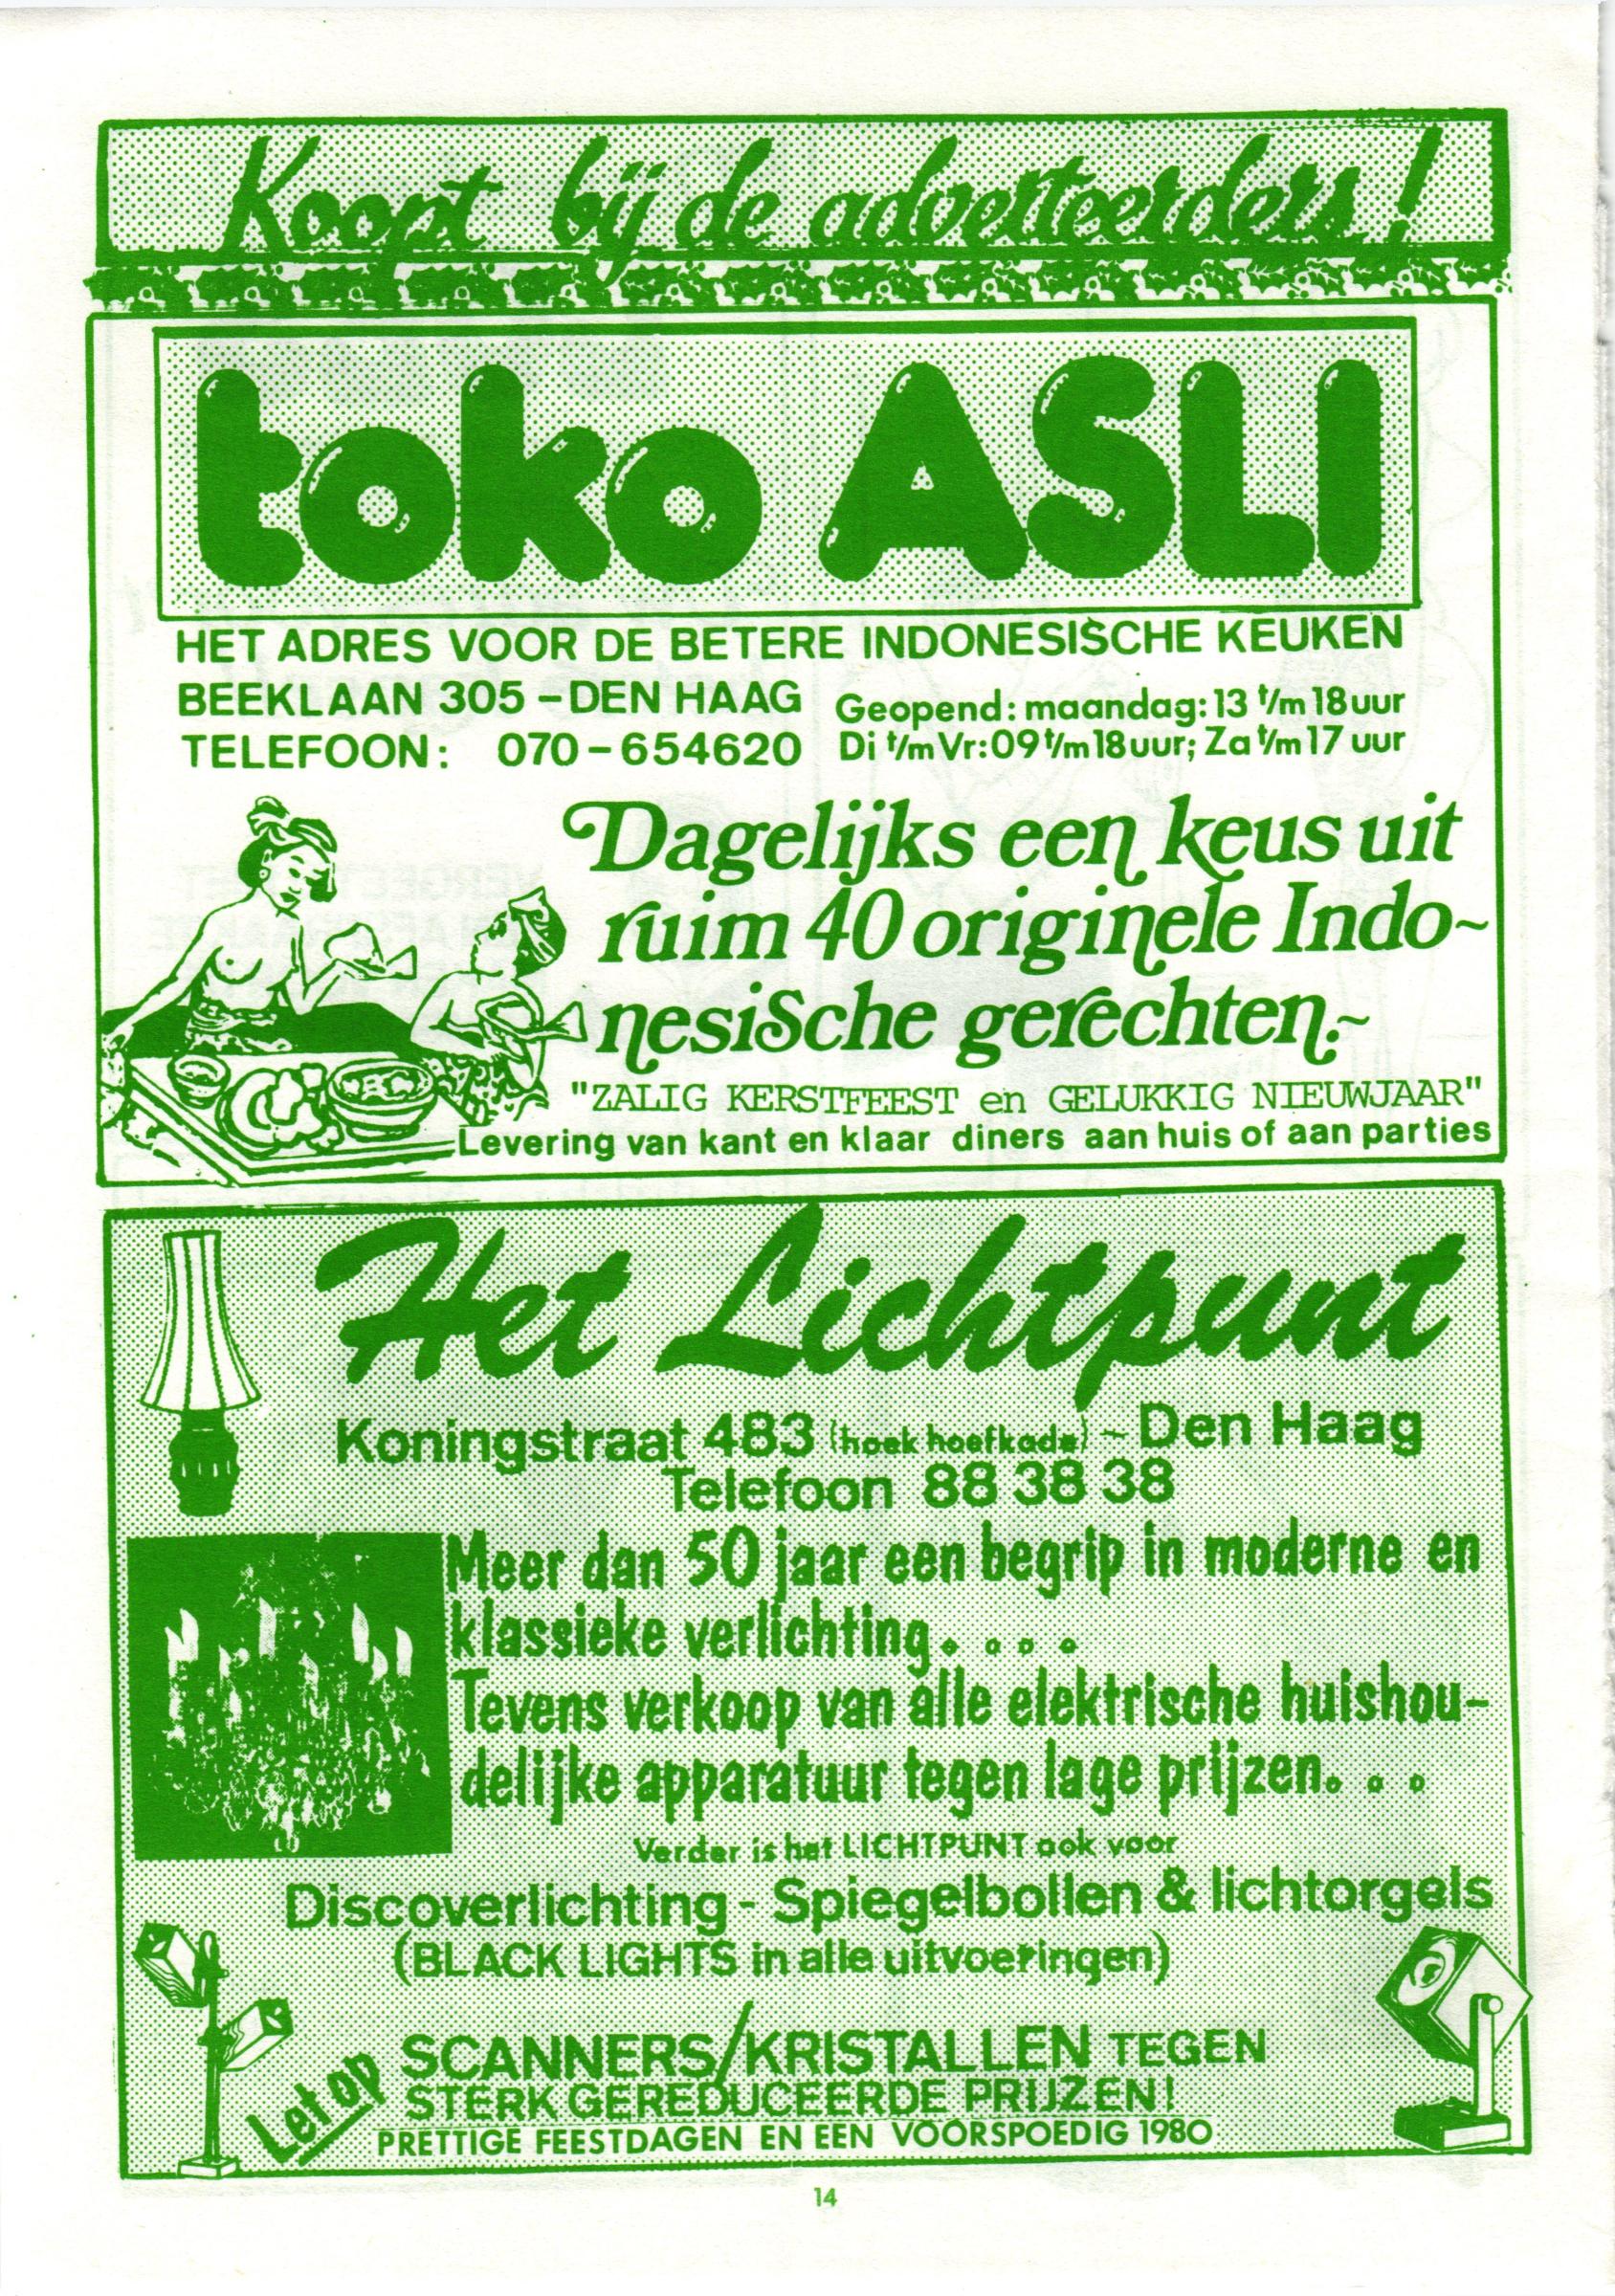 Koopt bij de adverteerders!
toko ASLI
HET ADRES VOOR DE BETERE INDONESISCHE KEUKEN
BEEKLAAN 305 - DEN HAAG
TELEFOON: 070-654620
Geopend: maandag: 13 t/m 18 uur
Di t/m Vr: 09 t/m 18 uur; Za t/m 17 uur
Dagelijks een keus uit
ruim 40 originele Indo~
nesische gerechten.~
"ZALIG KERSTFEEST en GELUKKIG NIEUWJAAR"
Levering van kant en klaar diners aan huis of aan parties
Het Lichtpunt
Koningstraat 483 (hoek hoefkade) ~ Den Haag
Telefoon 88 38 38
Meer dan 50 jaar een begrip in moderne en
klassieke verlichting. . . .
Tevens verkoop van alle elektrische huishou-
delijke apparatuur tegen lage prijzen. . .
Verder is het LICHTPUNT ook voor
Discoverlichting - Spiegelbollen & lichtorgels
(BLACK LIGHTS in alle uitvoeringen)
Let op
SCANNERS/KRISTALLEN TEGEN
STERK GEREDUCEERDE PRIJZEN!
PRETTIGE FEESTDAGEN EN EEN VOORSPOEDIG 1980
14